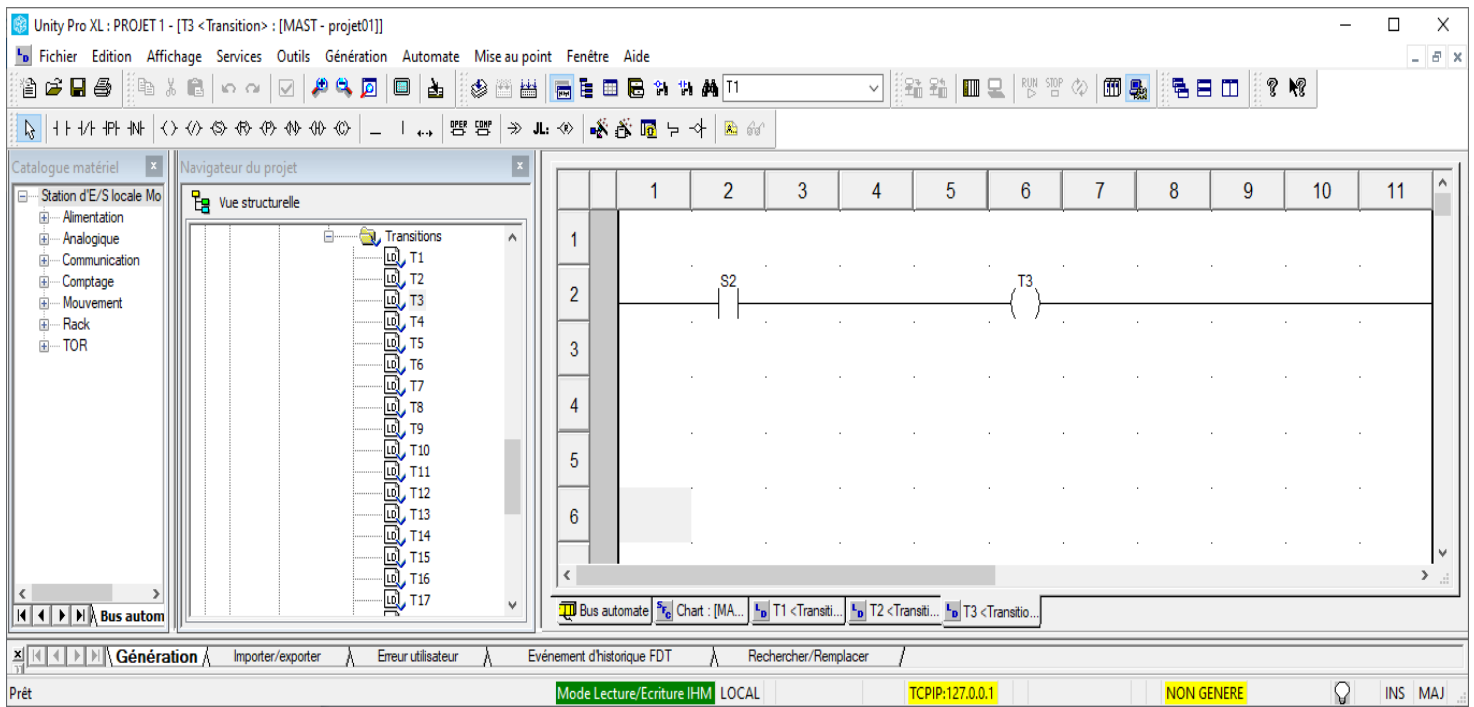 Unity Pro XL : PROJET 1 - [T3 <Transition> : [MAST - projet01]]
Fichier Edition Affichage Services Outils Génération Automate Mise au point Fenêtre Aide
T1
RUN STOP
OPER COMP
JL:
Catalogue matériel
Station d'E/S locale Mo
Alimentation
Analogique
Communication
Comptage
Mouvement
Rack
TOR
Bus autom
Navigateur du projet
Vue structurelle
Transitions
T1
T2
T3
T4
T5
T6
T7
T8
T9
T10
T11
T12
T13
T14
T15
T16
T17
1 2 3 4 5 6 7 8 9 10 11
1
2
3
4
5
6
S2 T3
Bus automate Chart : [MA... T1 <Transiti... T2 <Transiti... T3 <Transitio...
Génération Importer/exporter Erreur utilisateur Evénement d'historique FDT Rechercher/Remplacer
Prêt Mode Lecture/Ecriture IHM LOCAL TCPIP:127.0.0.1 NON GENERE INS MAJ